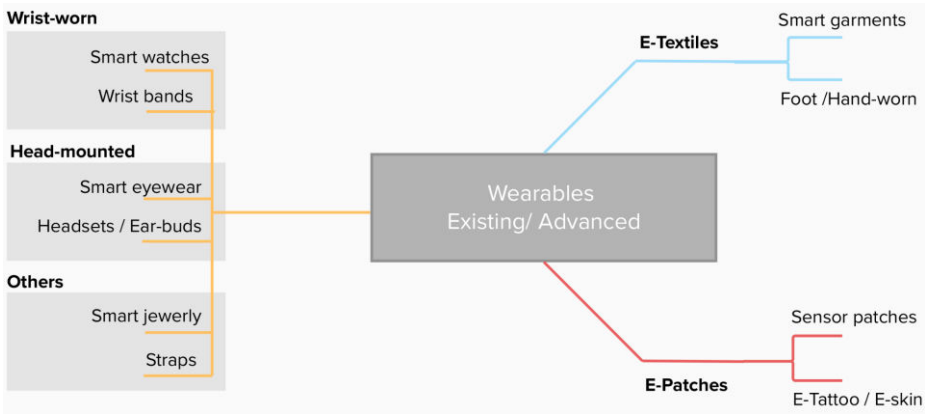 Wrist-worn
Smart watches
Wrist bands
Head-mounted
Smart eyewear
Headsets / Ear-buds
Others
Smart jewerly
Straps
Wearables
Existing/ Advanced
E-Textiles
Smart garments
Foot /Hand-worn
E-Patches
Sensor patches
E-Tattoo / E-skin